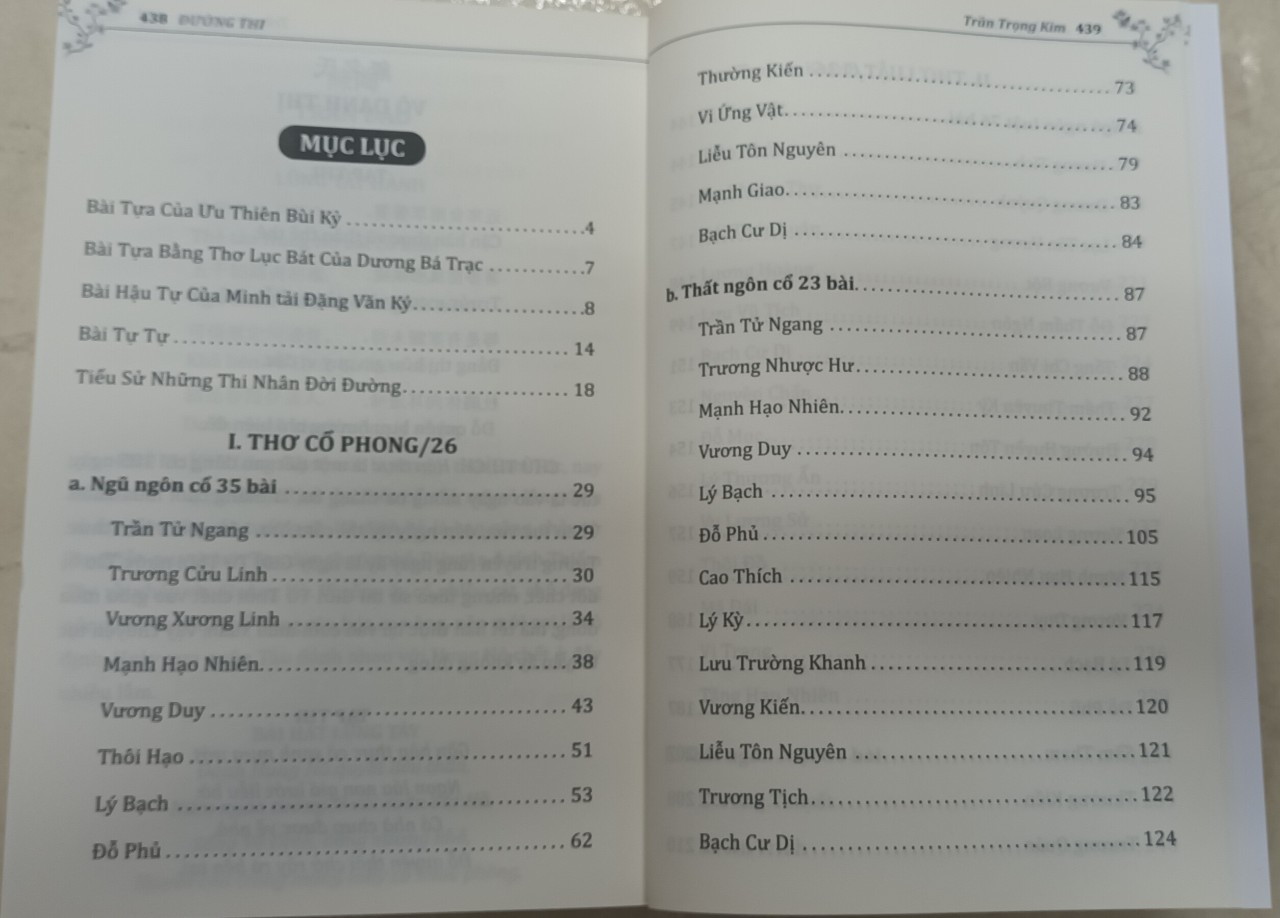 438 ĐƯỜNG THI
MỤC LỤC
Bài Tựa Của Ưu Thiên Bùi Kỷ ........................................4
Bài Tựa Bằng Thơ Lục Bát Của Dương Bá Trạc .............7
Bài Hậu Tự Của Minh tài Đặng Văn Ký..........................8
Bài Tự Tự ........................................................ 14
Tiểu Sử Những Thi Nhân Đời Đường............................ 18
I. THƠ CỔ PHONG/26
a. Ngũ ngôn cổ 35 bài ......................................... 29
Trần Tử Ngang ............................................. 29
Trương Cửu Linh .......................................... 30
Vương Xương Linh ........................................ 34
Mạnh Hạo Nhiên........................................... 38
Vương Duy .................................................. 43
Thôi Hạo ..................................................... 51
Lý Bạch ....................................................... 53
Đỗ Phủ ........................................................ 62
Trần Trọng Kim 439
Thường Kiến ................................................ 73
Vi Ứng Vật................................................... 74
Liễu Tôn Nguyên .......................................... 79
Mạnh Giao................................................... 83
Bạch Cư Dị .................................................. 84
b. Thất ngôn cổ 23 bài........................................ 87
Trần Tử Ngang ............................................. 87
Trương Nhược Hư.......................................... 88
Mạnh Hạo Nhiên........................................... 92
Vương Duy .................................................. 94
Lý Bạch ....................................................... 95
Đỗ Phủ ........................................................105
Cao Thích ....................................................115
Lý Kỳ..........................................................117
Lưu Trường Khanh ........................................119
Vương Kiến..................................................120
Liễu Tôn Nguyên ..........................................121
Trương Tịch.................................................122
Bạch Cư Dị ..................................................124